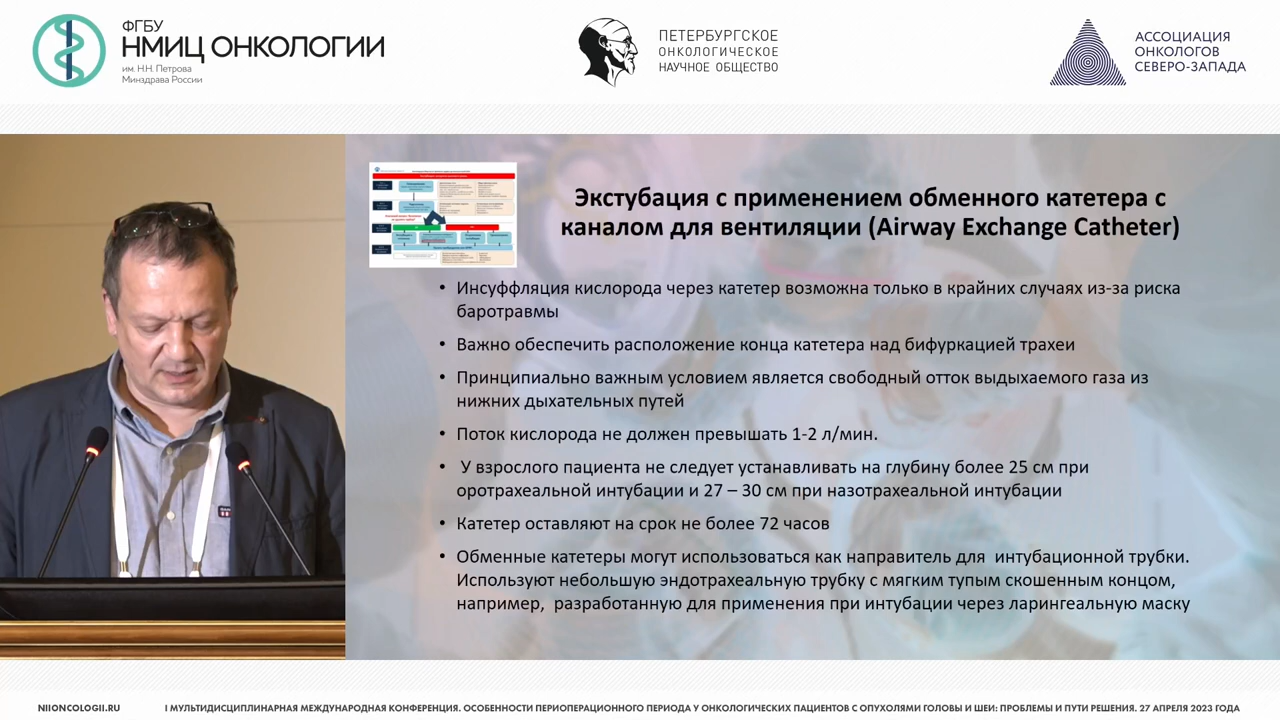 ФГБУ
НМИЦ ОНКОЛОГИИ
им. Н.Н. Петрова
Минздрава России
ПЕТЕРБУРГСКОЕ
ОНКОЛОГИЧЕСКОЕ
НАУЧНОЕ ОБЩЕСТВО
АССОЦИАЦИЯ
ОНКОЛОГОВ
СЕВЕРО-ЗАПАДА
Экстубация с применением обменного катетера с
каналом для вентиляции (Airway Exchange Catheter)
• Инсуффляция кислорода через катетер возможна только в крайних случаях из-за риска
баротравмы
• Важно обеспечить расположение конца катетера над бифуркацией трахеи
• Принципиально важным условием является свободный отток выдыхаемого газа из
нижних дыхательных путей
• Поток кислорода не должен превышать 1-2 л/мин.
• У взрослого пациента не следует устанавливать на глубину более 25 см при
оротрахеальной интубации и 27 – 30 см при назотрахеальной интубации
• Катетер оставляют на срок не более 72 часов
• Обменные катетеры могут использоваться как направитель для интубационной трубки.
Используют небольшую эндотрахеальную трубку с мягким тупым скошенным концом,
например, разработанную для применения при интубации через ларингеальную маску
NIIONCOLOGII.RU
I МУЛЬТИДИСЦИПЛИНАРНАЯ МЕЖДУНАРОДНАЯ КОНФЕРЕНЦИЯ. ОСОБЕННОСТИ ПЕРИОПЕРАЦИОННОГО ПЕРИОДА У ОНКОЛОГИЧЕСКИХ ПАЦИЕНТОВ С ОПУХОЛЯМИ ГОЛОВЫ И ШЕИ: ПРОБЛЕМЫ И ПУТИ РЕШЕНИЯ. 27 АПРЕЛЯ 2023 ГОДА